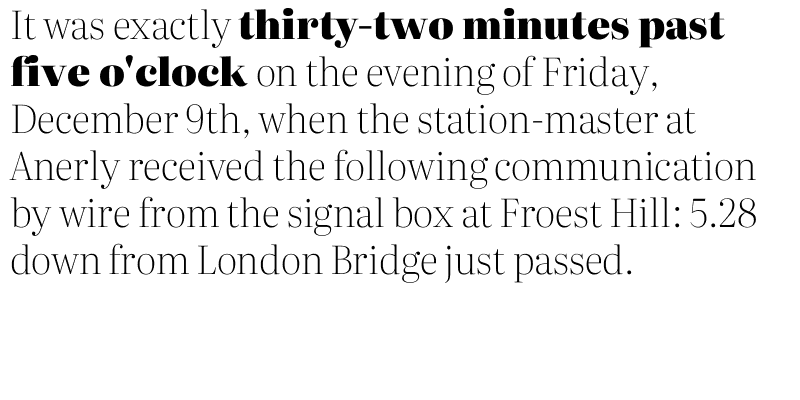 It was exactly thirty-two minutes past
five o'clock on the evening of Friday,
December 9th, when the station-master at
Anerly received the following communication
by wire from the signal box at Froest Hill: 5.28
down from London Bridge just passed.